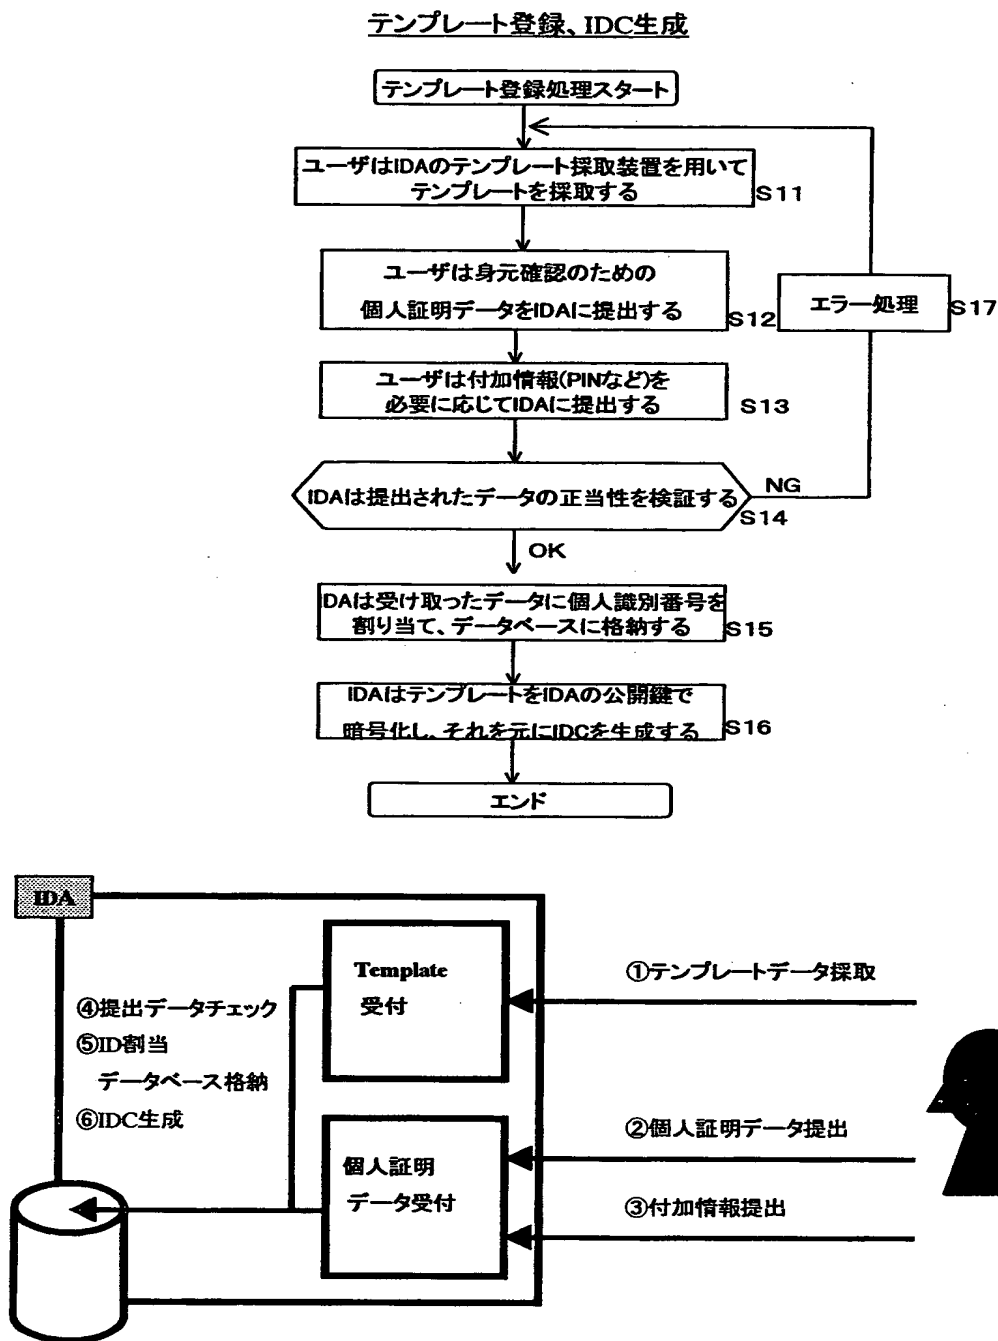 テンプレート登録、IDC生成
テンプレート登録処理スタート
ユーザはIDAのテンプレート採取装置を用いて
テンプレートを採取する
S11
ユーザは身元確認のための
個人証明データをIDAに提出する
S12
エラー処理
S17
ユーザは付加情報(PINなど)を
必要に応じてIDAに提出する
S13
IDAは提出されたデータの正当性を検証する
S14
NG
OK
IDAは受け取ったデータに個人識別番号を
割り当て、データベースに格納する
S15
IDAはテンプレートをIDAの公開鍵で
暗号化し、それを元にIDCを生成する
S16
エンド
IDA
Template
受付
①テンプレートデータ採取
④提出データチェック
⑤ID割当
データベース格納
⑥IDC生成
個人証明
データ受付
②個人証明データ提出
③付加情報提出